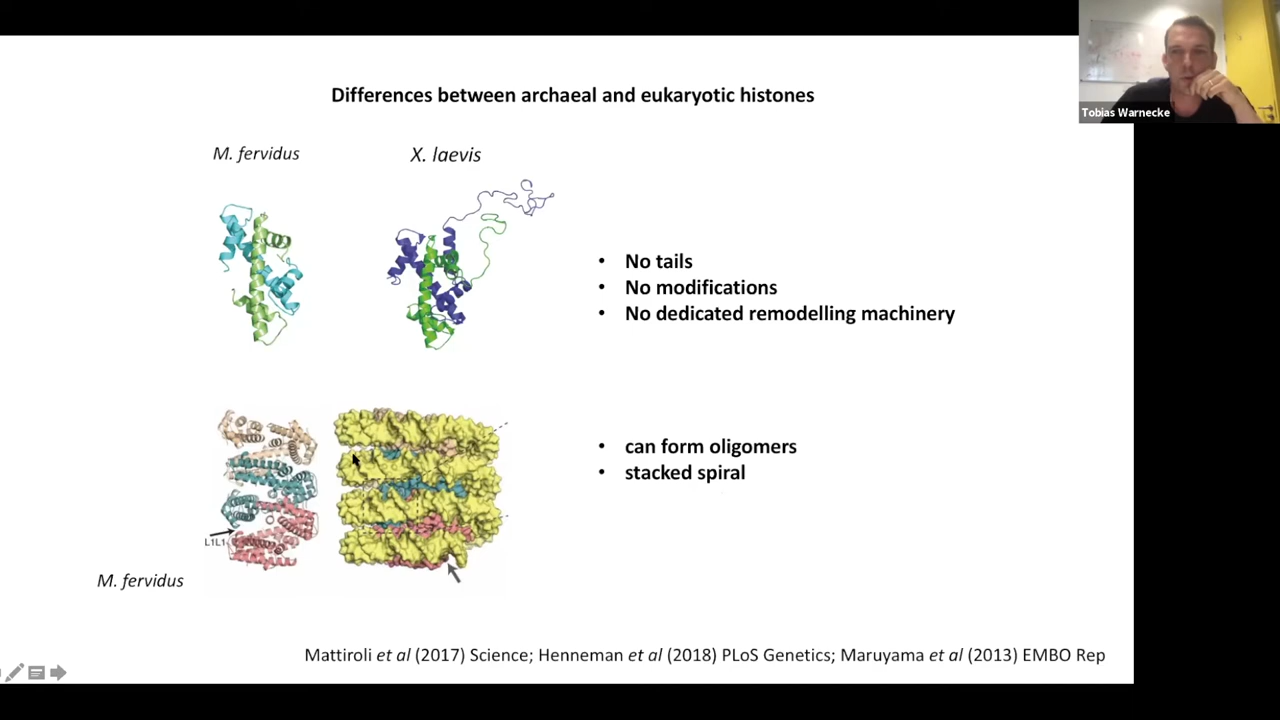 Tobias Warnecke
Differences between archaeal and eukaryotic histones
M. fervidus
X. laevis
• No tails
• No modifications
• No dedicated remodelling machinery
• can form oligomers
• stacked spiral
L1L1
M. fervidus
Mattiroli et al (2017) Science; Henneman et al (2018) PLoS Genetics; Maruyama et al (2013) EMBO Rep